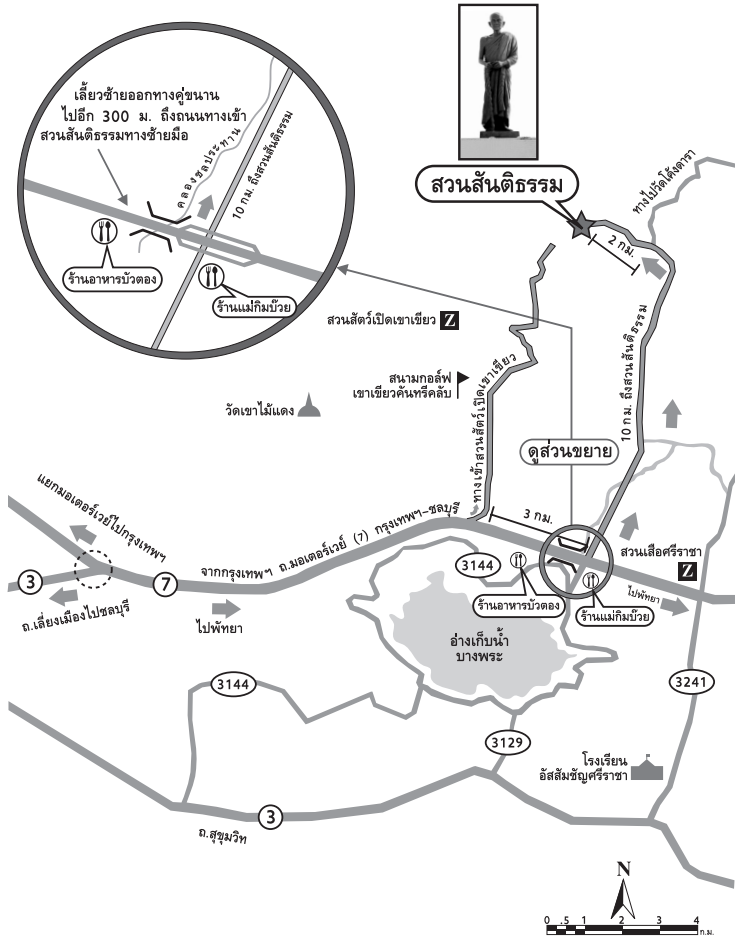 เลี้ยวซ้ายออกทางคู่ขนาน
ไปอีก 300 ม. ถึงถนนทางเข้า
สวนสันติธรรมทางซ้ายมือ
คลองชลประทาน
10 กม. ถึงสวนสันติธรรม
ร้านอาหารบัวตอง
ร้านแม่กิมบ๊วย
สวนสันติธรรม
ทางไปวัดโค้งดารา
2 กม.
สวนสัตว์เปิดเขาเขียว
Z
สนามกอล์ฟ
เขาเขียวคันทรีคลับ
ทางเข้าสวนสัตว์เปิดเขาเขียว
10 กม. ถึงสวนสันติธรรม
วัดเขาไม้แดง
ดูส่วนขยาย
แยกมอเตอร์เวย์ไปกรุงเทพฯ
จากกรุงเทพฯ ถ.มอเตอร์เวย์ (7) กรุงเทพฯ-ชลบุรี
3 กม.
สวนเสือศรีราชา
Z
3
7
3144
ร้านอาหารบัวตอง
ร้านแม่กิมบ๊วย
ไปพัทยา
ถ.เลี่ยงเมืองไปชลบุรี
ไปพัทยา
อ่างเก็บน้ำ
บางพระ
3144
3241
3129
โรงเรียน
อัสสัมชัญศรีราชา
3
ถ.สุขุมวิท
N
0 .5 1 2 3 4
ก.ม.